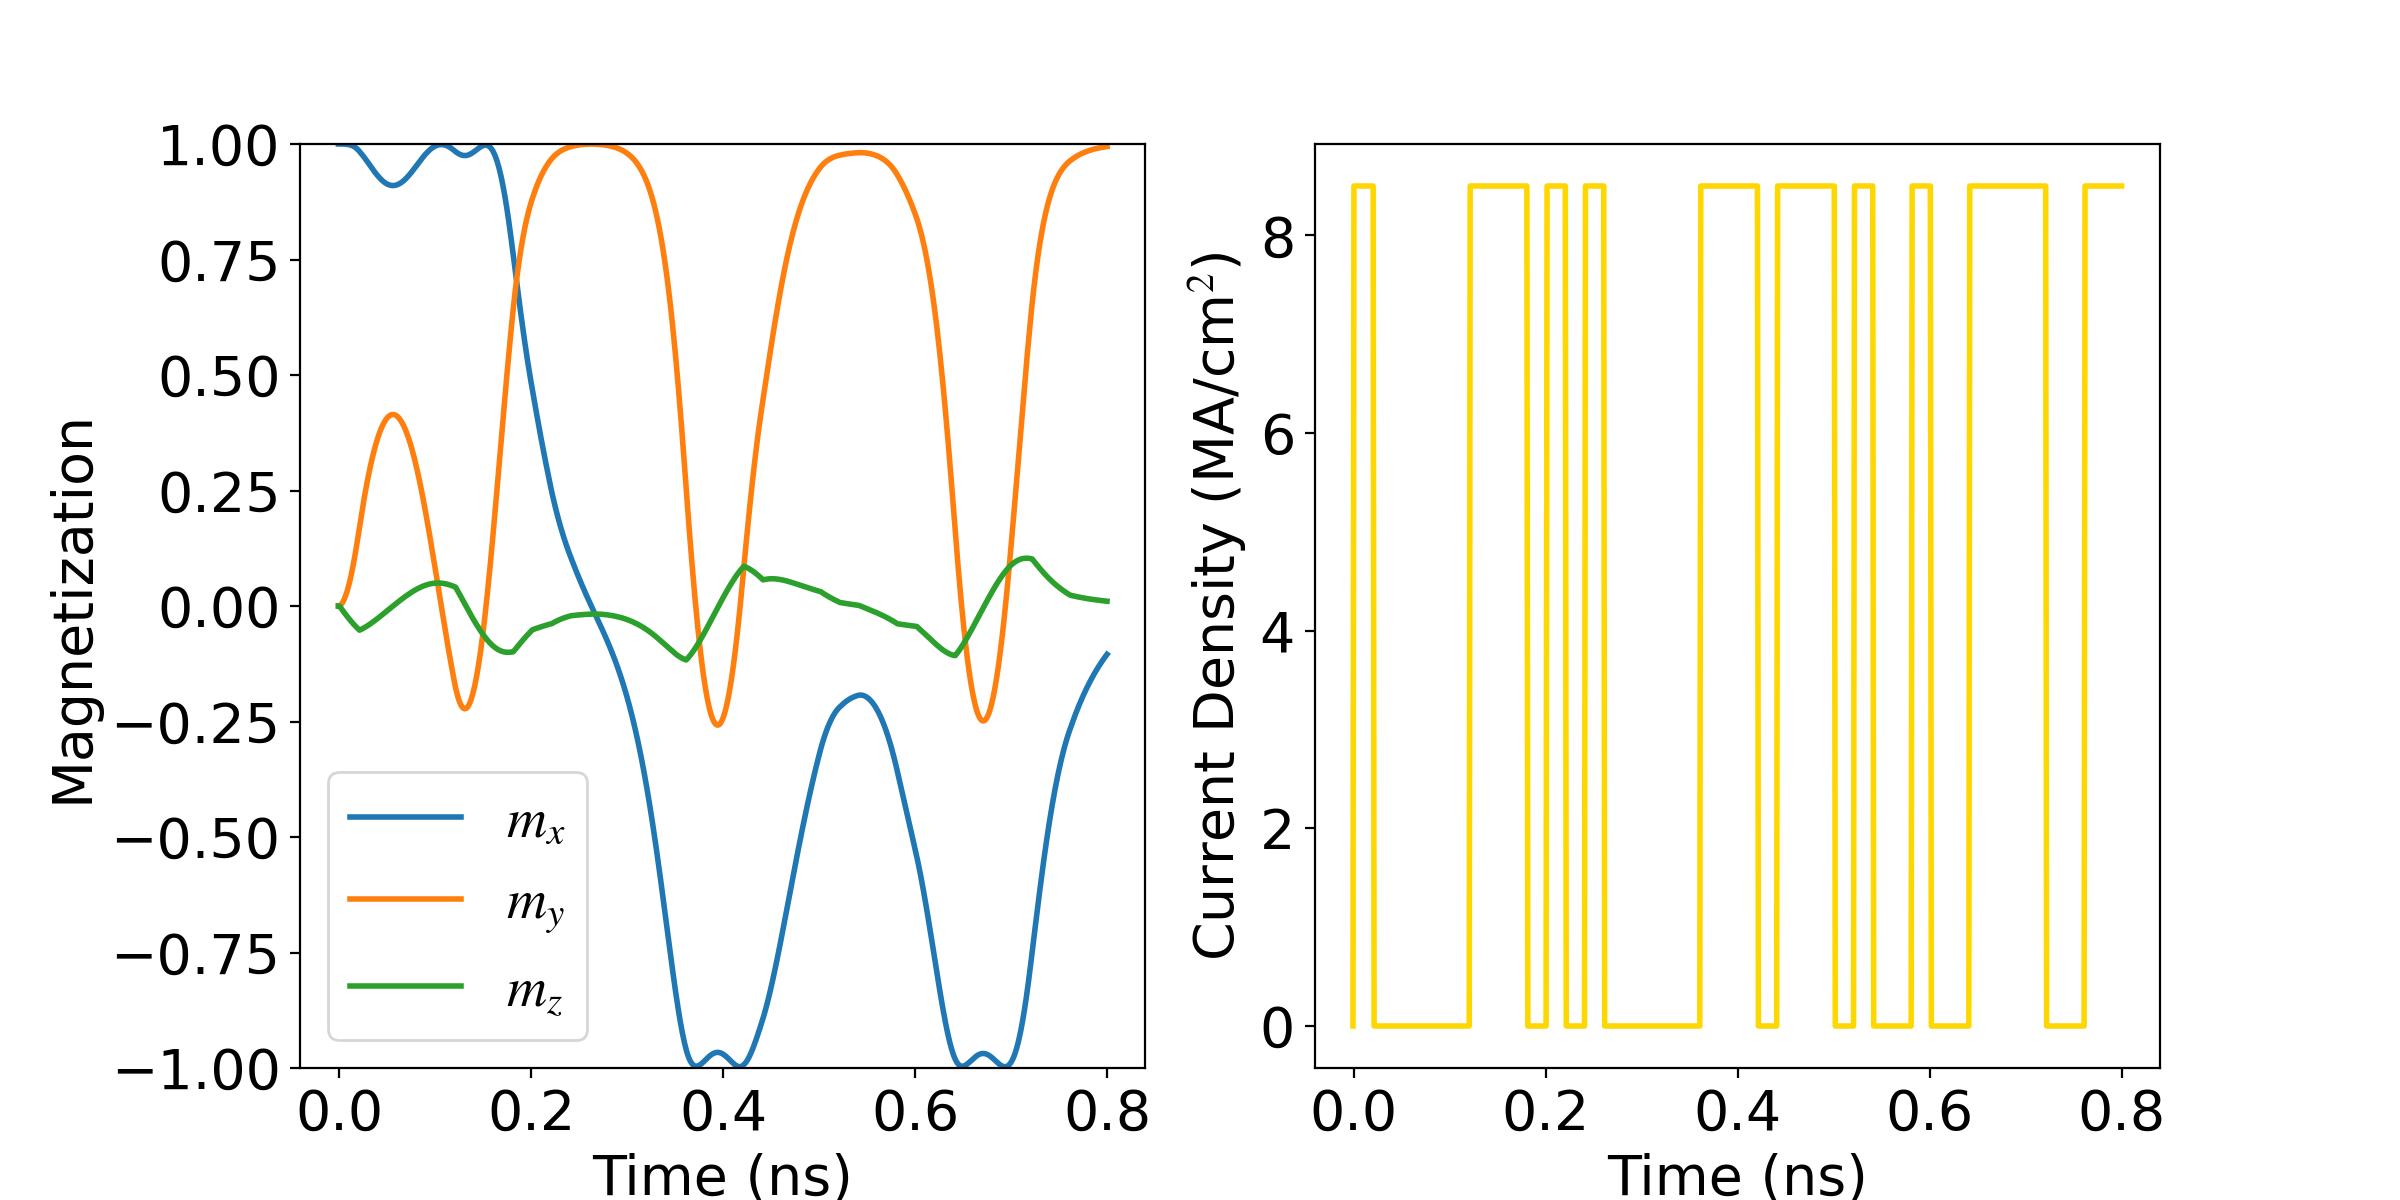 1.00
0.75
0.50
0.25
0.00
−0.25
−0.50
−0.75
−1.00
Magnetization
m_x
m_y
m_z
0.0 0.2 0.4 0.6 0.8
Time (ns)
8
6
4
2
0
Current Density (MA/cm²)
0.0 0.2 0.4 0.6 0.8
Time (ns)